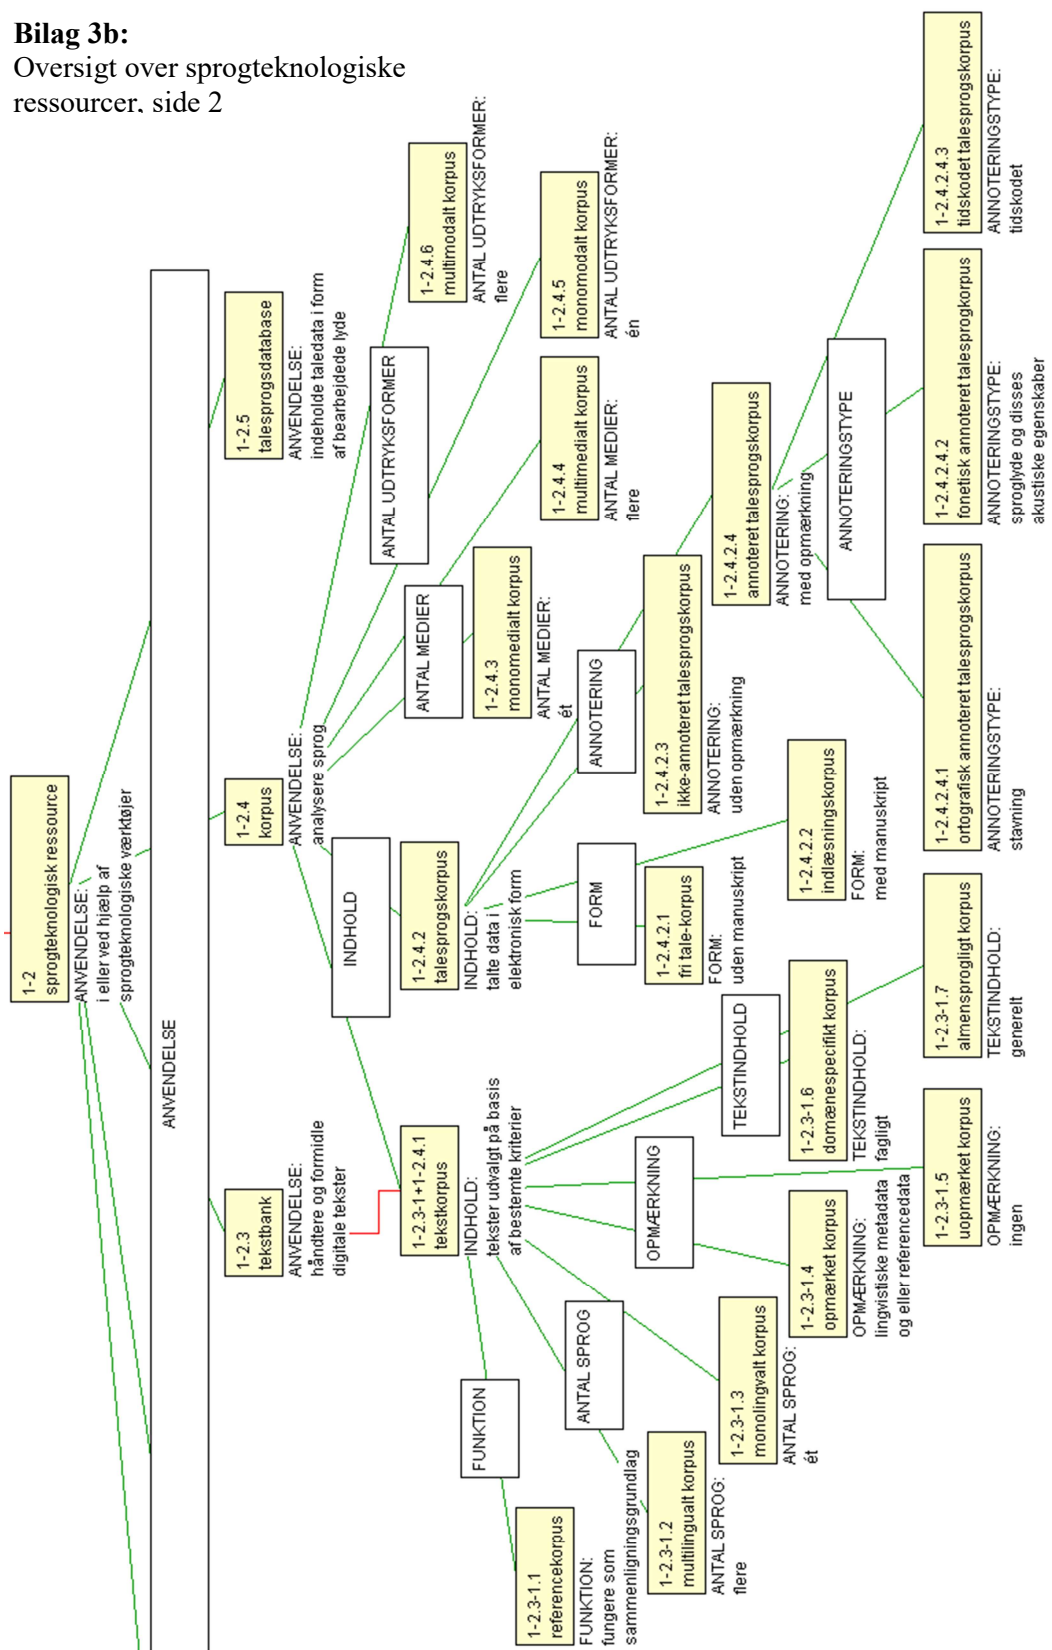 Bilag 3b:
Oversigt over sprogteknologiske
ressourcer, side 2
1-2
sprogteknologisk ressource
ANVENDELSE:
i eller ved hjælp af
sprogteknologiske værktøjer
ANVENDELSE
1-2.3
tekstbank
ANVENDELSE:
håndtere og formidle
digitale tekster
1-2.4
korpus
ANVENDELSE:
analysere sprog
1-2.5
talesprogsdatabase
ANVENDELSE:
indeholde taledata i form
af bearbejdede lyde
INDHOLD
ANTAL MEDIER
ANTAL UDTRYKSFORMER
1-2.3-1+1-2.4.1
tekstkorpus
INDHOLD:
tekster udvalgt på basis
af bestemte kriterier
1-2.4.2
talesprogskorpus
INDHOLD:
talte data i
elektronisk form
1-2.4.3
monomedialt korpus
ANTAL MEDIER:
ét
1-2.4.4
multimedialt korpus
ANTAL MEDIER:
flere
1-2.4.5
monomodalt korpus
ANTAL UDTRYKSFORMER:
én
1-2.4.6
multimodalt korpus
ANTAL UDTRYKSFORMER:
flere
FUNKTION
ANTAL SPROG
OPMÆRKNING
TEKSTINDHOLD
FORM
ANNOTERING
1-2.3-1.1
referencekorpus
FUNKTION:
fungere som
sammenligningsgrundlag
1-2.3-1.2
multilingualt korpus
ANTAL SPROG:
flere
1-2.3-1.3
monolingvalt korpus
ANTAL SPROG:
ét
1-2.3-1.4
opmærket korpus
OPMÆRKNING:
lingvistiske metadata
og eller referencedata
1-2.3-1.5
uopmærket korpus
OPMÆRKNING:
ingen
1-2.3-1.6
domænespecifikt korpus
TEKSTINDHOLD:
fagligt
1-2.3-1.7
almensprogligt korpus
TEKSTINDHOLD:
generelt
1-2.4.2.1
fri tale-korpus
FORM:
uden manuskript
1-2.4.2.2
indlæsningskorpus
FORM:
med manuskript
1-2.4.2.3
ikke-annoteret talesprogskorpus
ANNOTERING:
uden opmærkning
1-2.4.2.4
annoteret talesprogskorpus
ANNOTERING:
med opmærkning
ANNOTERINGSTYPE
1-2.4.2.4.1
ortografisk annoteret talesprogskorpus
ANNOTERINGSTYPE:
stavning
1-2.4.2.4.2
fonetisk annoteret talesprogkorpus
ANNOTERINGSTYPE:
sproglyde og disses
akustiske egenskaber
1-2.4.2.4.3
tidskodet talesprogskorpus
ANNOTERINGSTYPE:
tidskodet